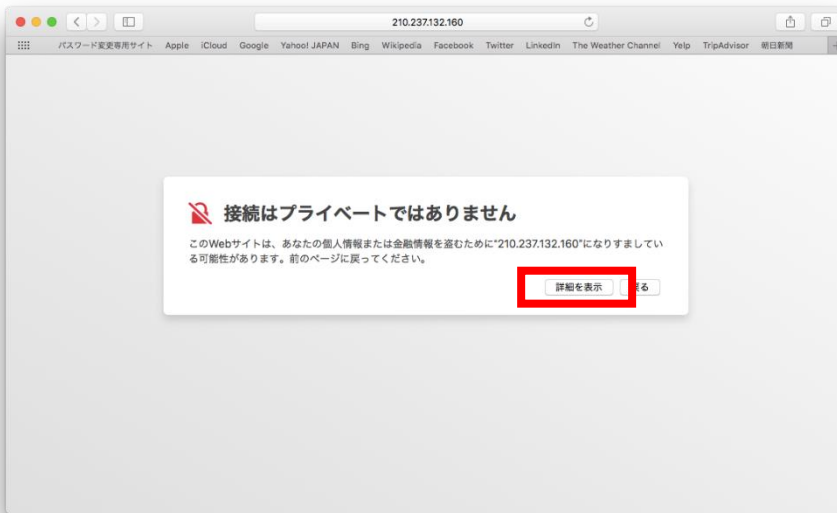 210.237.132.160
パスワード変更専用サイト Apple iCloud Google Yahoo! JAPAN Bing Wikipedia Facebook Twitter LinkedIn The Weather Channel Yelp TripAdvisor 朝日新聞
接続はプライベートではありません
このWebサイトは、あなたの個人情報または金融情報を盗むために"210.237.132.160"になりすましてい
る可能性があります。前のページに戻ってください。
詳細を表示 戻る